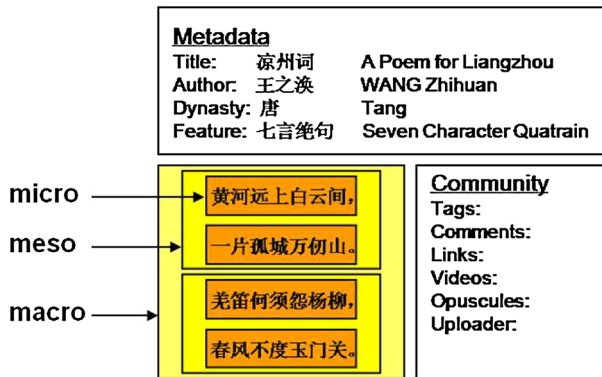 Metadata
Title: 凉州词 A Poem for Liangzhou
Author: 王之涣 WANG Zhihuan
Dynasty: 唐 Tang
Feature: 七言绝句 Seven Character Quatrain
micro
meso
macro
黄河远上白云间，
一片孤城万仞山。
羌笛何须怨杨柳，
春风不度玉门关。
Community
Tags:
Comments:
Links:
Videos:
Opuscules:
Uploader: